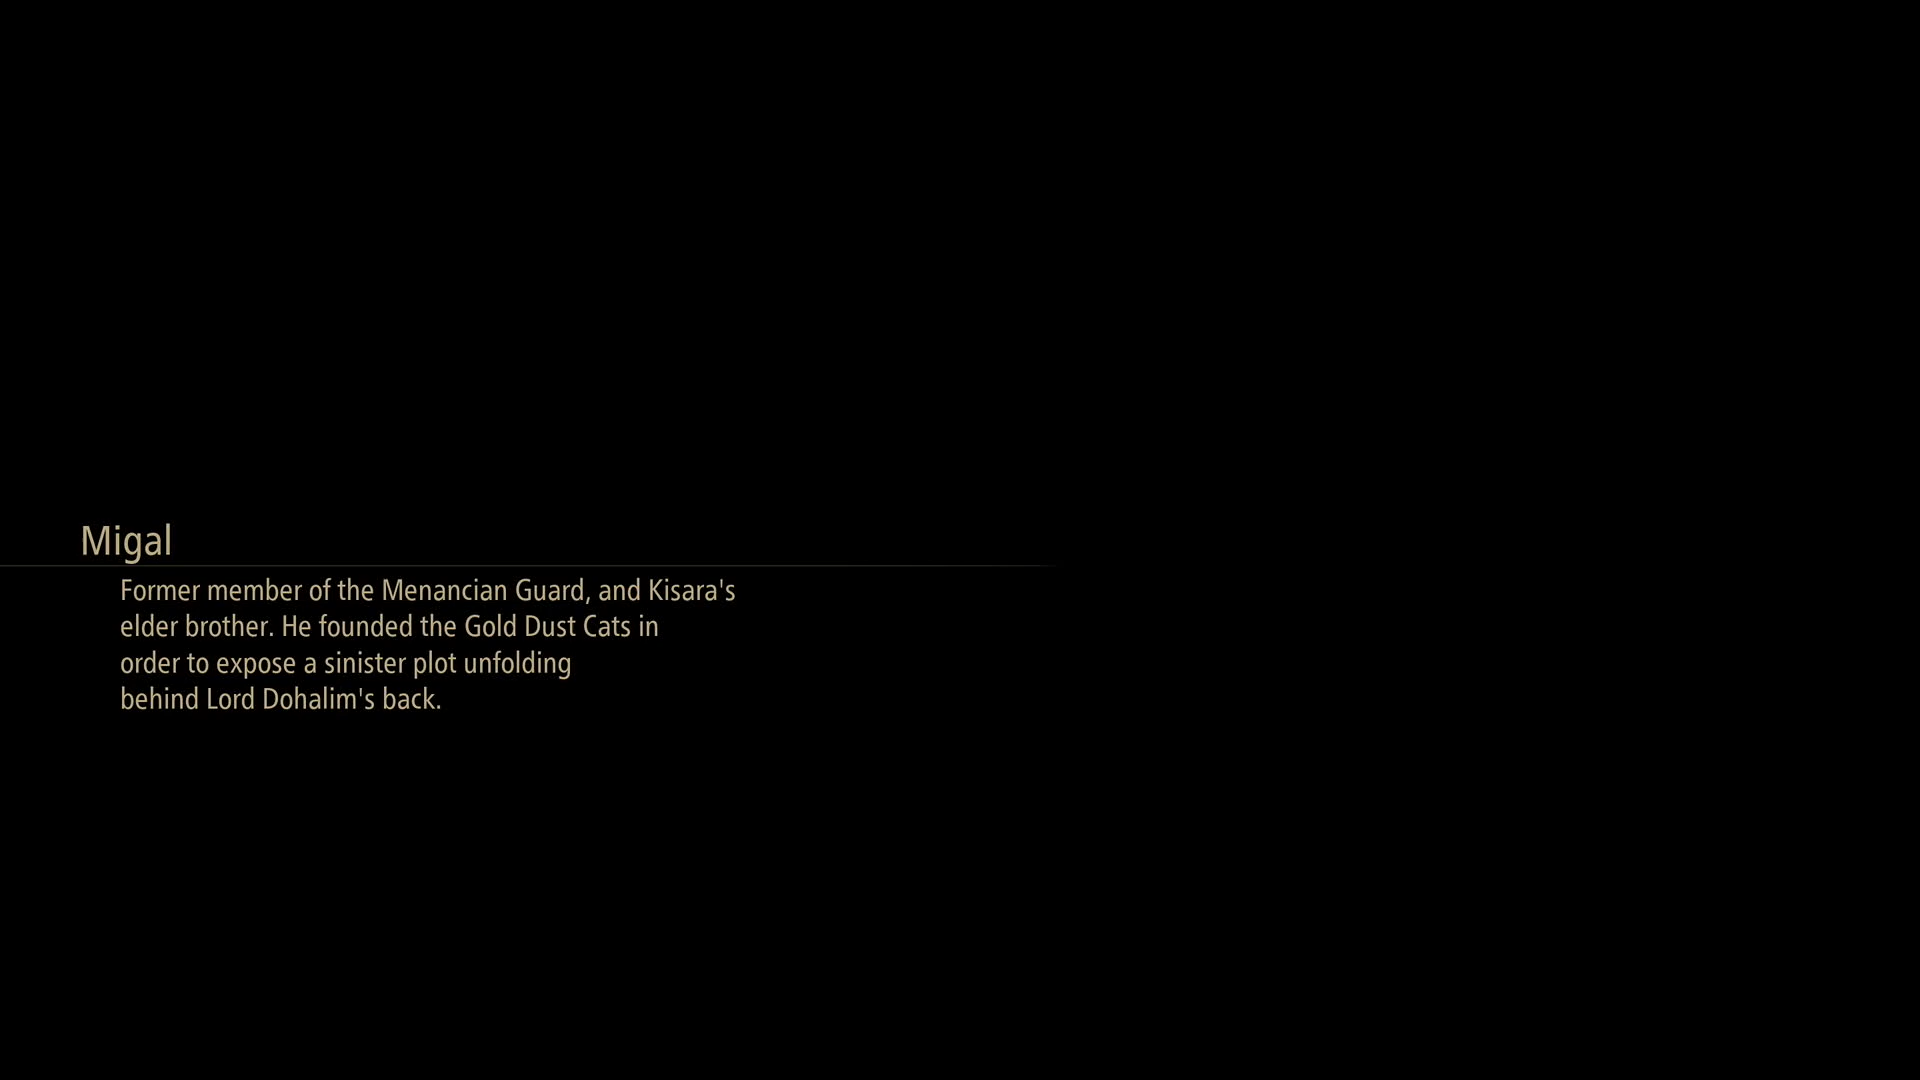 Migal
Former member of the Menancian Guard, and Kisara's
elder brother. He founded the Gold Dust Cats in
order to expose a sinister plot unfolding
behind Lord Dohalim's back.